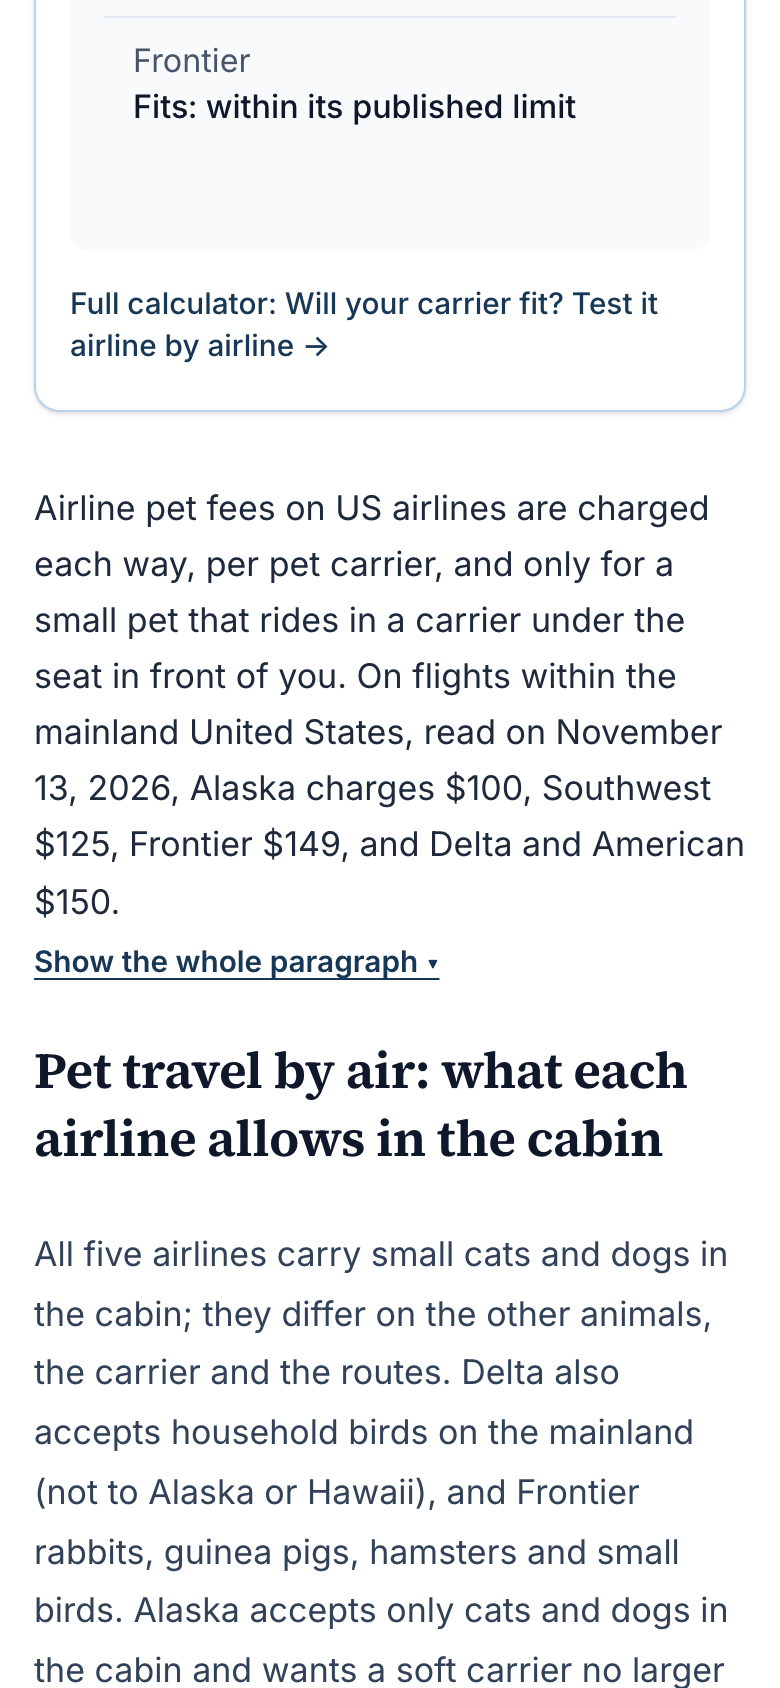 Frontier
Fits: within its published limit
Full calculator: Will your carrier fit? Test it
airline by airline →
Airline pet fees on US airlines are charged
each way, per pet carrier, and only for a
small pet that rides in a carrier under the
seat in front of you. On flights within the
mainland United States, read on November
13, 2026, Alaska charges $100, Southwest
$125, Frontier $149, and Delta and American
$150.
Show the whole paragraph ▾
Pet travel by air: what each
airline allows in the cabin
All five airlines carry small cats and dogs in
the cabin; they differ on the other animals,
the carrier and the routes. Delta also
accepts household birds on the mainland
(not to Alaska or Hawaii), and Frontier
rabbits, guinea pigs, hamsters and small
birds. Alaska accepts only cats and dogs in
the cabin and wants a soft carrier no larger